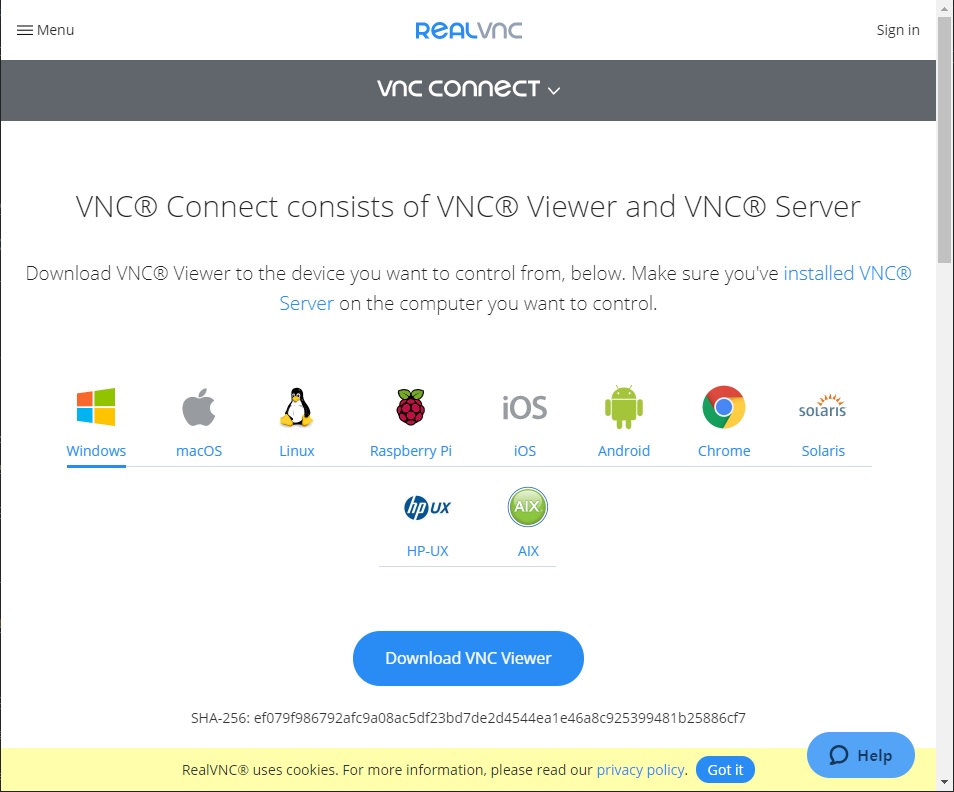 Menu
REALVNC
Sign in
VNC CONNECT
VNC® Connect consists of VNC® Viewer and VNC® Server
Download VNC® Viewer to the device you want to control from, below. Make sure you've installed VNC®
Server on the computer you want to control.
iOS
solaris
Windows
macOS
Linux
Raspberry Pi
iOS
Android
Chrome
Solaris
hp UX
AIX
HP-UX
AIX
Download VNC Viewer
SHA-256: ef079f986792afc9a08ac5df23bd7de2d4544ea1e46a8c925399481b25886cf7
RealVNC® uses cookies. For more information, please read our privacy policy.
Got it
Help